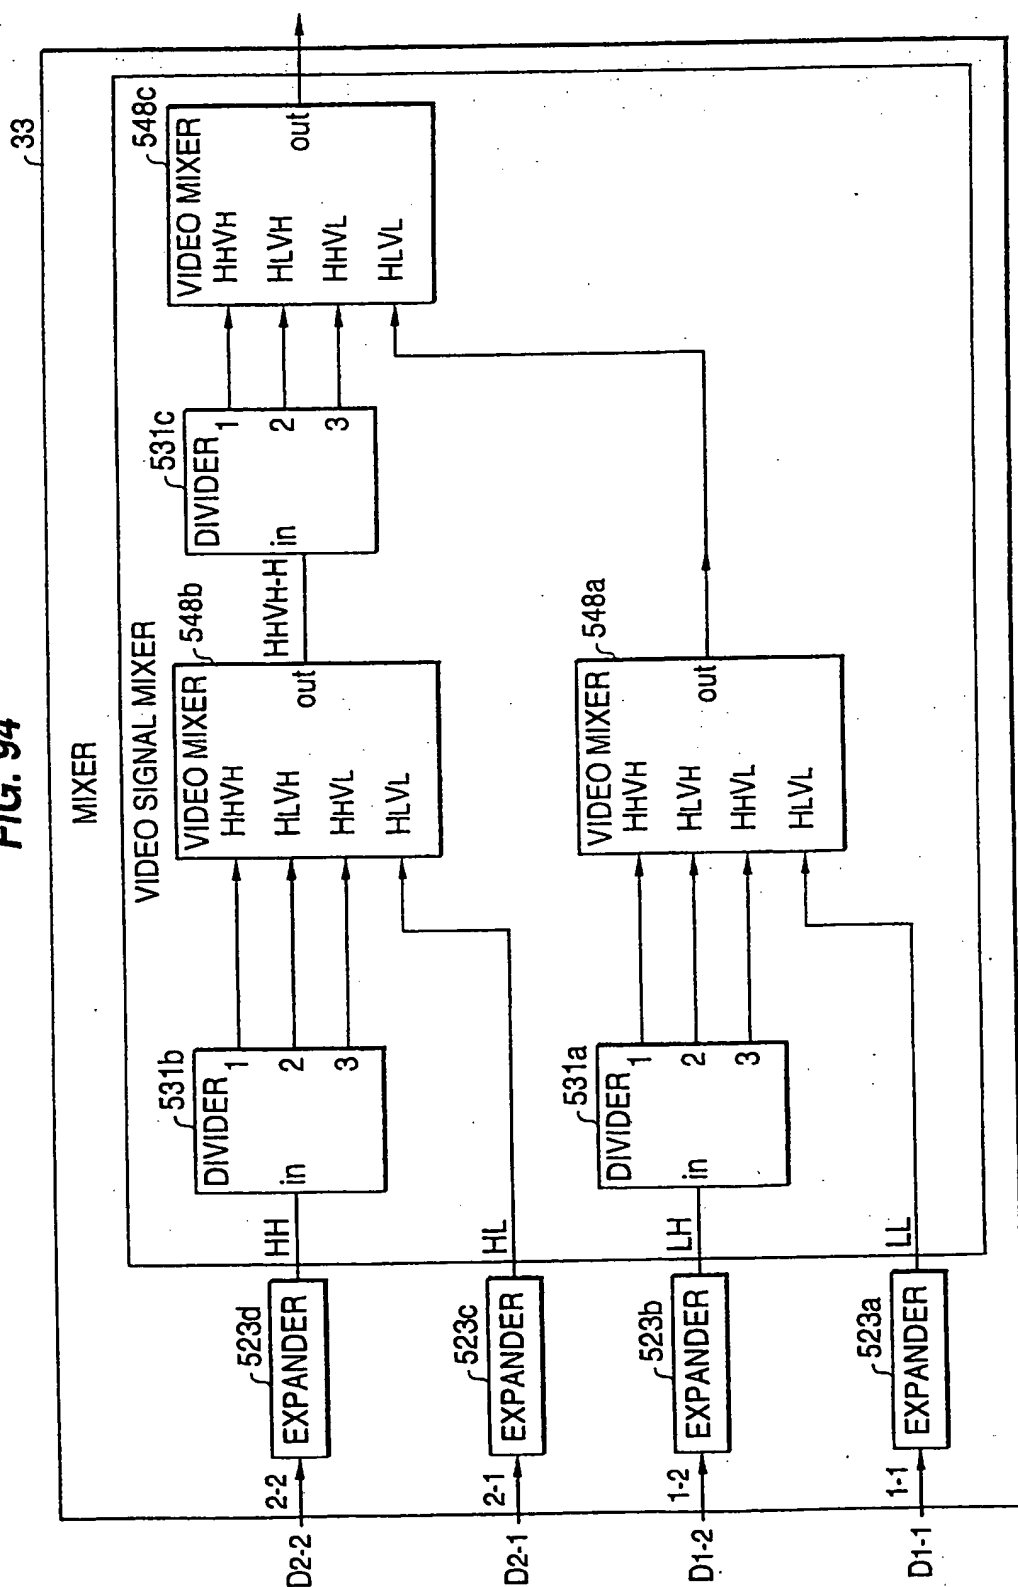 FIG. 94
33
MIXER
VIDEO SIGNAL MIXER
548c
VIDEO MIXER
HHVH
HLVH
HHVL
HLVL
out
531c
DIVIDER
in
1
2
3
HHVH-H
548b
VIDEO MIXER
HHVH
HLVH
HHVL
HLVL
out
548a
VIDEO MIXER
HHVH
HLVH
HHVL
HLVL
out
531b
DIVIDER
in
1
2
3
531a
DIVIDER
in
1
2
3
HH
HL
LH
LL
523d
EXPANDER
523c
EXPANDER
523b
EXPANDER
523a
EXPANDER
2-2
2-1
1-2
1-1
D2-2
D2-1
D1-2
D1-1